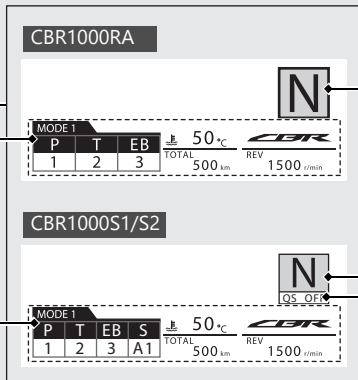 CBR1000RA
N
MODE 1
P T EB
1 2 3
50 °C
CBR
TOTAL
500 km
REV
1500 r/min
CBR1000S1/S2
N
QS OFF
MODE 1
P T EB S
1 2 3 A1
50 °C
CBR
TOTAL
500 km
REV
1500 r/min